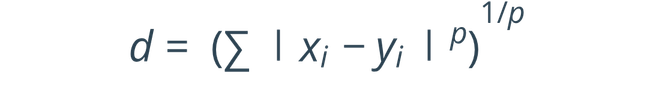 d = (∑ | xᵢ − yᵢ | ᵖ)^1/p